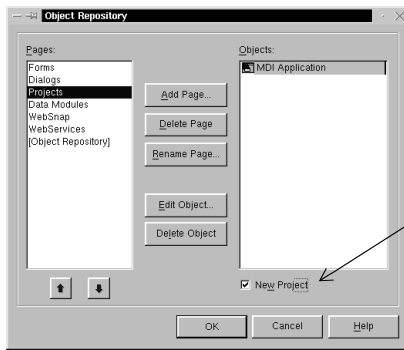 Object Repository
Pages:
Forms
Dialogs
Projects
Data Modules
WebSnap
WebServices
[Object Repository]
Add Page...
Delete Page
Rename Page...
Edit Object...
Delete Object
Objects:
MDI Application
New Project
OK
Cancel
Help